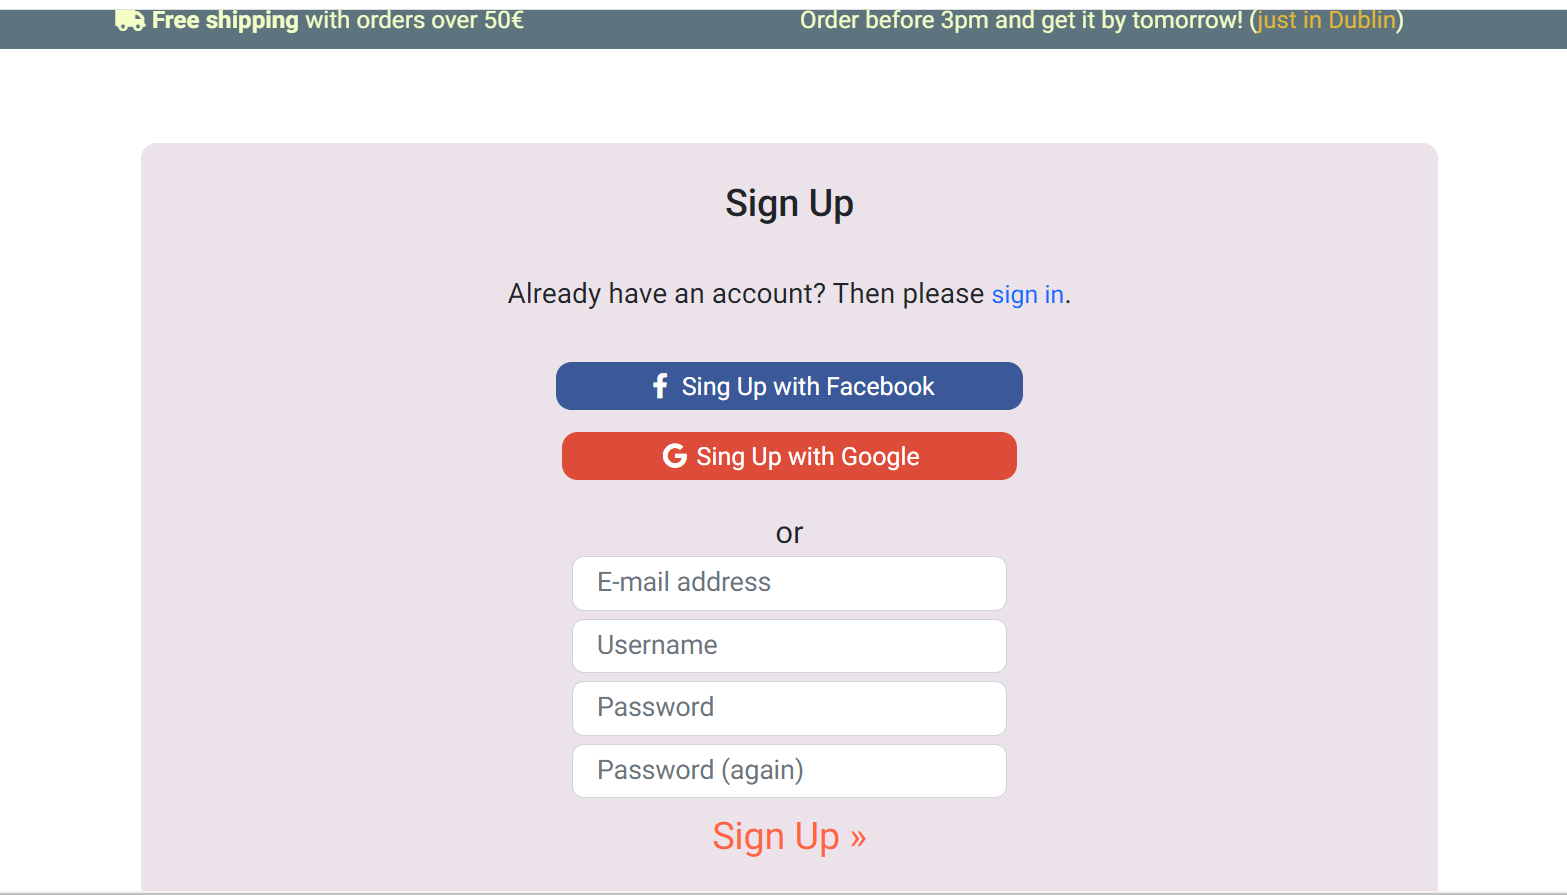 Free shipping with orders over 50€
Order before 3pm and get it by tomorrow! (just in Dublin)
Sign Up
Already have an account? Then please sign in.
Sing Up with Facebook
Sing Up with Google
or
E-mail address
Username
Password
Password (again)
Sign Up »